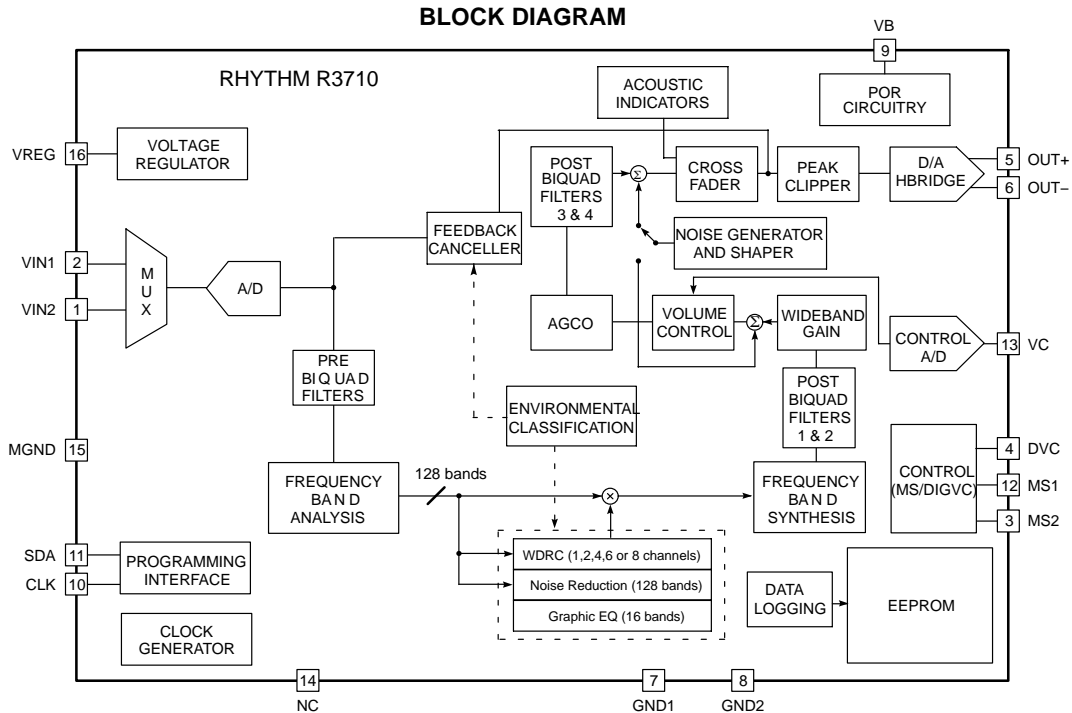 BLOCK DIAGRAM
VB
9
RHYTHM R3710
ACOUSTIC
INDICATORS
POR
CIRCUITRY
VREG
16
VOLTAGE
REGULATOR
POST
BIQUAD
FILTERS
3 & 4
Σ
CROSS
FADER
PEAK
CLIPPER
D/A
HBRIDGE
5
OUT+
6
OUT−
FEEDBACK
CANCELLER
NOISE GENERATOR
AND SHAPER
VIN1
2
VIN2
1
MUX
A/D
AGCO
VOLUME
CONTROL
Σ
WIDEBAND
GAIN
CONTROL
A/D
13
VC
PRE
BIQUAD
FILTERS
ENVIRONMENTAL
CLASSIFICATION
POST
BIQUAD
FILTERS
1 & 2
MGND
15
FREQUENCY
BAND
ANALYSIS
128 bands
×
FREQUENCY
BAND
SYNTHESIS
CONTROL
(MS/DIGVC)
4
DVC
12
MS1
3
MS2
SDA
11
CLK
10
PROGRAMMING
INTERFACE
WDRC (1,2,4,6 or 8 channels)
Noise Reduction (128 bands)
Graphic EQ (16 bands)
DATA
LOGGING
EEPROM
CLOCK
GENERATOR
14
NC
7
GND1
8
GND2